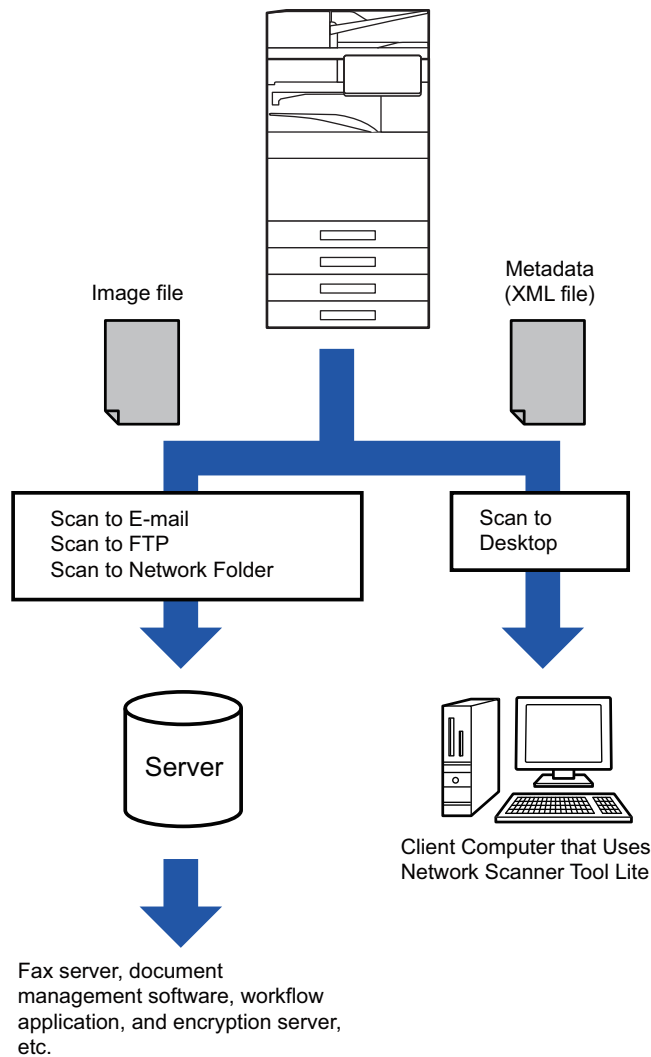 Image file
Metadata
(XML file)
Scan to E-mail
Scan to FTP
Scan to Network Folder
Scan to
Desktop
Server
Client Computer that Uses
Network Scanner Tool Lite
Fax server, document
management software, workflow
application, and encryption server,
etc.